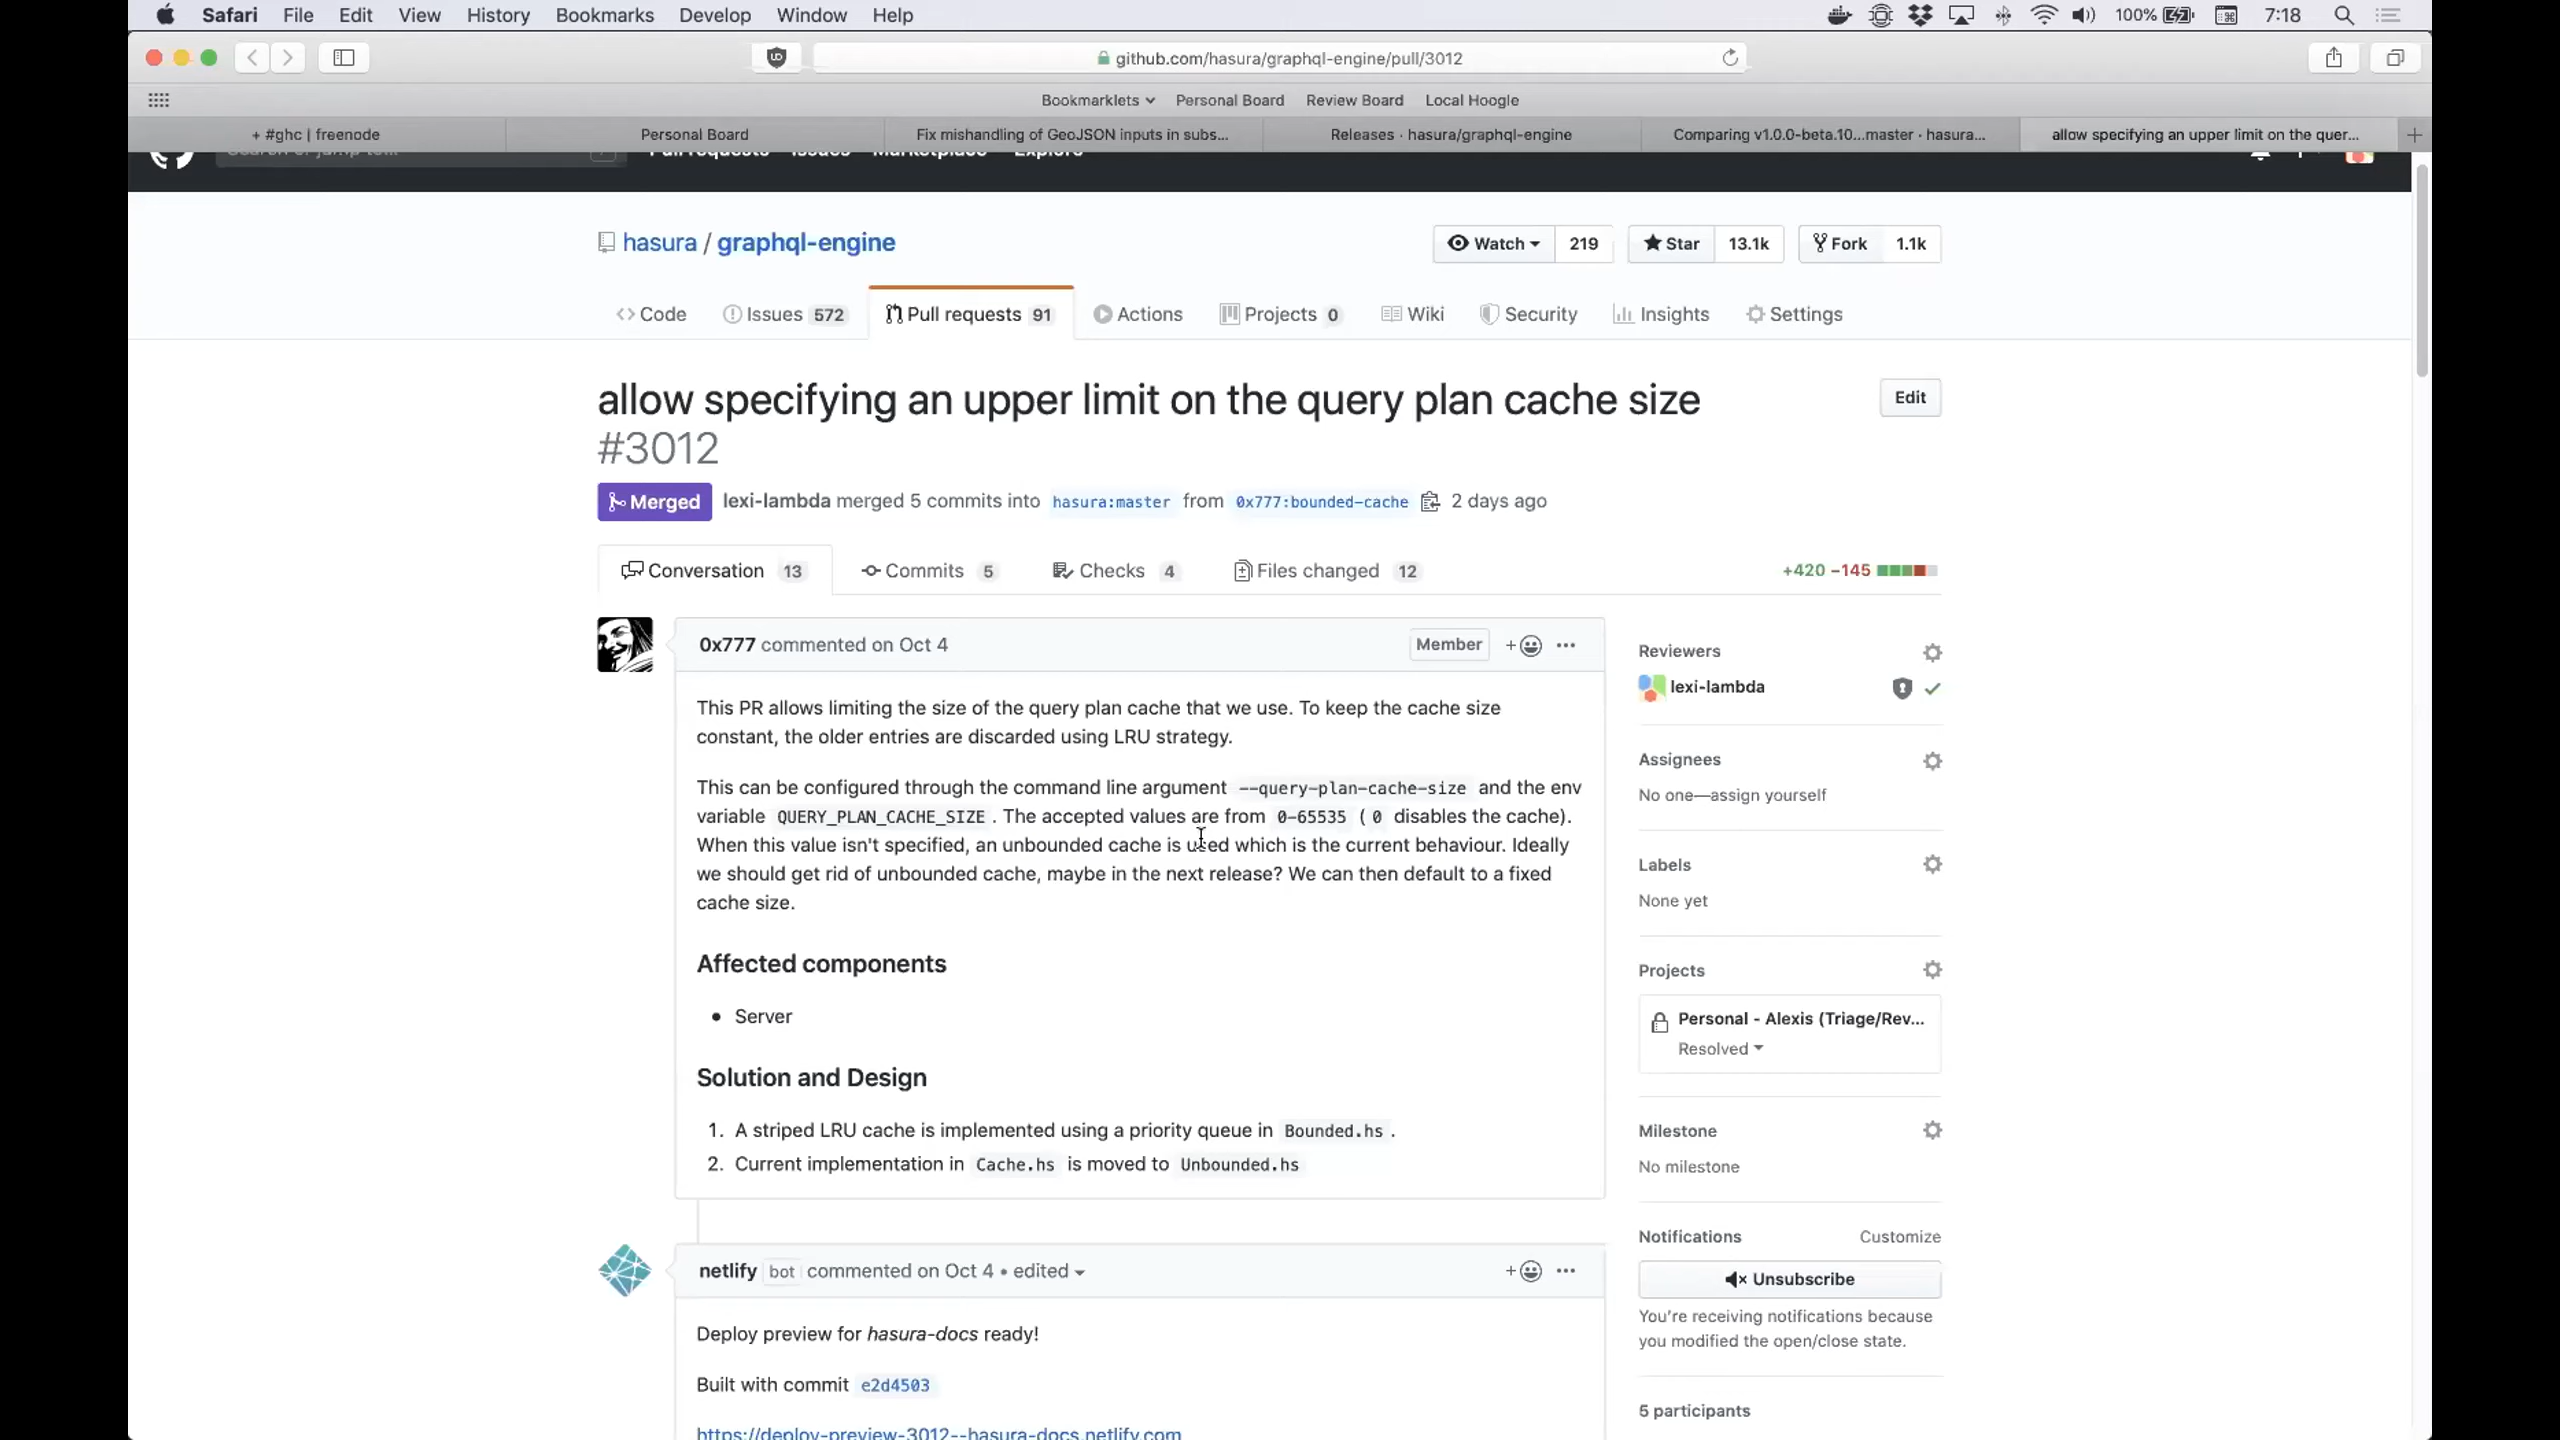 Safari File Edit View History Bookmarks Develop Window Help 100% 7:18
github.com/hasura/graphql-engine/pull/3012
Bookmarklets Personal Board Review Board Local Hoogle
+ #ghc | freenode Personal Board Fix mishandling of GeoJSON inputs in subs... Releases · hasura/graphql-engine Comparing v1.0.0-beta.10...master · hasura... allow specifying an upper limit on the quer...
Pull requests Issues Marketplace Explore
hasura / graphql-engine Watch 219 Star 13.1k Fork 1.1k
Code Issues 572 Pull requests 91 Actions Projects 0 Wiki Security Insights Settings
allow specifying an upper limit on the query plan cache size
#3012
Edit
Merged lexi-lambda merged 5 commits into hasura:master from 0x777:bounded-cache 2 days ago
Conversation 13 Commits 5 Checks 4 Files changed 12 +420 −145
0x777 commented on Oct 4 Member
This PR allows limiting the size of the query plan cache that we use. To keep the cache size
constant, the older entries are discarded using LRU strategy.
This can be configured through the command line argument --query-plan-cache-size and the env
variable QUERY_PLAN_CACHE_SIZE . The accepted values are from 0-65535 ( 0 disables the cache).
When this value isn't specified, an unbounded cache is used which is the current behaviour. Ideally
we should get rid of unbounded cache, maybe in the next release? We can then default to a fixed
cache size.
Affected components
• Server
Solution and Design
1. A striped LRU cache is implemented using a priority queue in Bounded.hs .
2. Current implementation in Cache.hs is moved to Unbounded.hs
netlify bot commented on Oct 4 • edited
Deploy preview for hasura-docs ready!
Built with commit e2d4503
https://deploy-preview-3012--hasura-docs.netlify.com
Reviewers
lexi-lambda
Assignees
No one—assign yourself
Labels
None yet
Projects
Personal - Alexis (Triage/Rev...
Resolved
Milestone
No milestone
Notifications Customize
Unsubscribe
You're receiving notifications because
you modified the open/close state.
5 participants